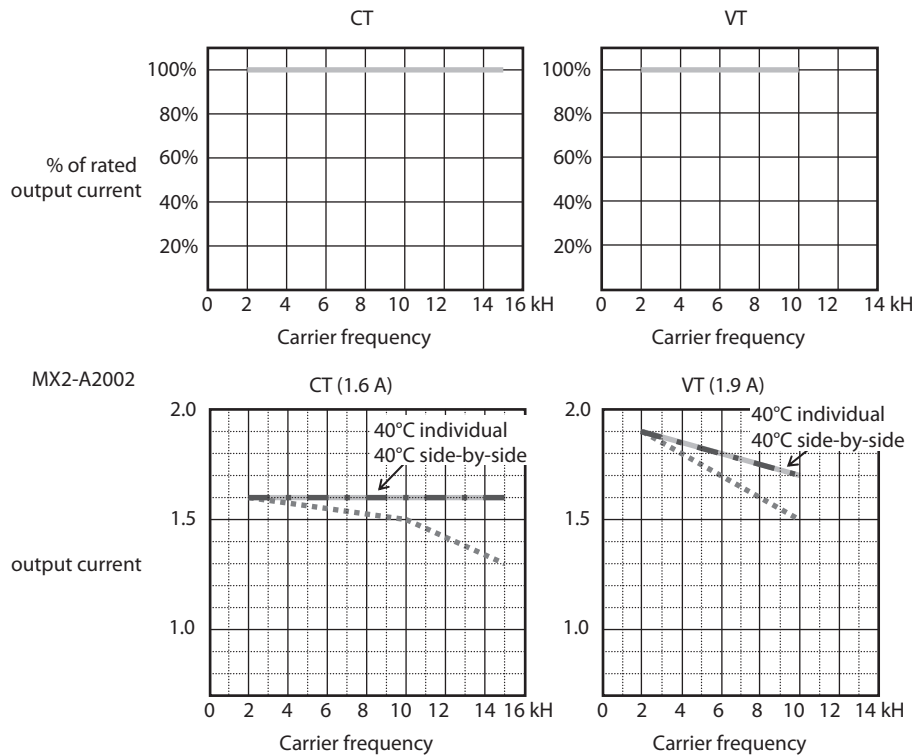 CT
100%
80%
60%
40%
20%
% of rated
output current
0 2 4 6 8 10 12 14 16 kH
Carrier frequency
VT
100%
80%
60%
40%
20%
0 2 4 6 8 10 12 14 kH
Carrier frequency
MX2-A2002
CT (1.6 A)
2.0
1.5
1.0
40°C individual
40°C side-by-side
output current
0 2 4 6 8 10 12 14 16 kH
Carrier frequency
VT (1.9 A)
2.0
1.5
1.0
40°C individual
40°C side-by-side
0 2 4 6 8 10 12 14 kH
Carrier frequency